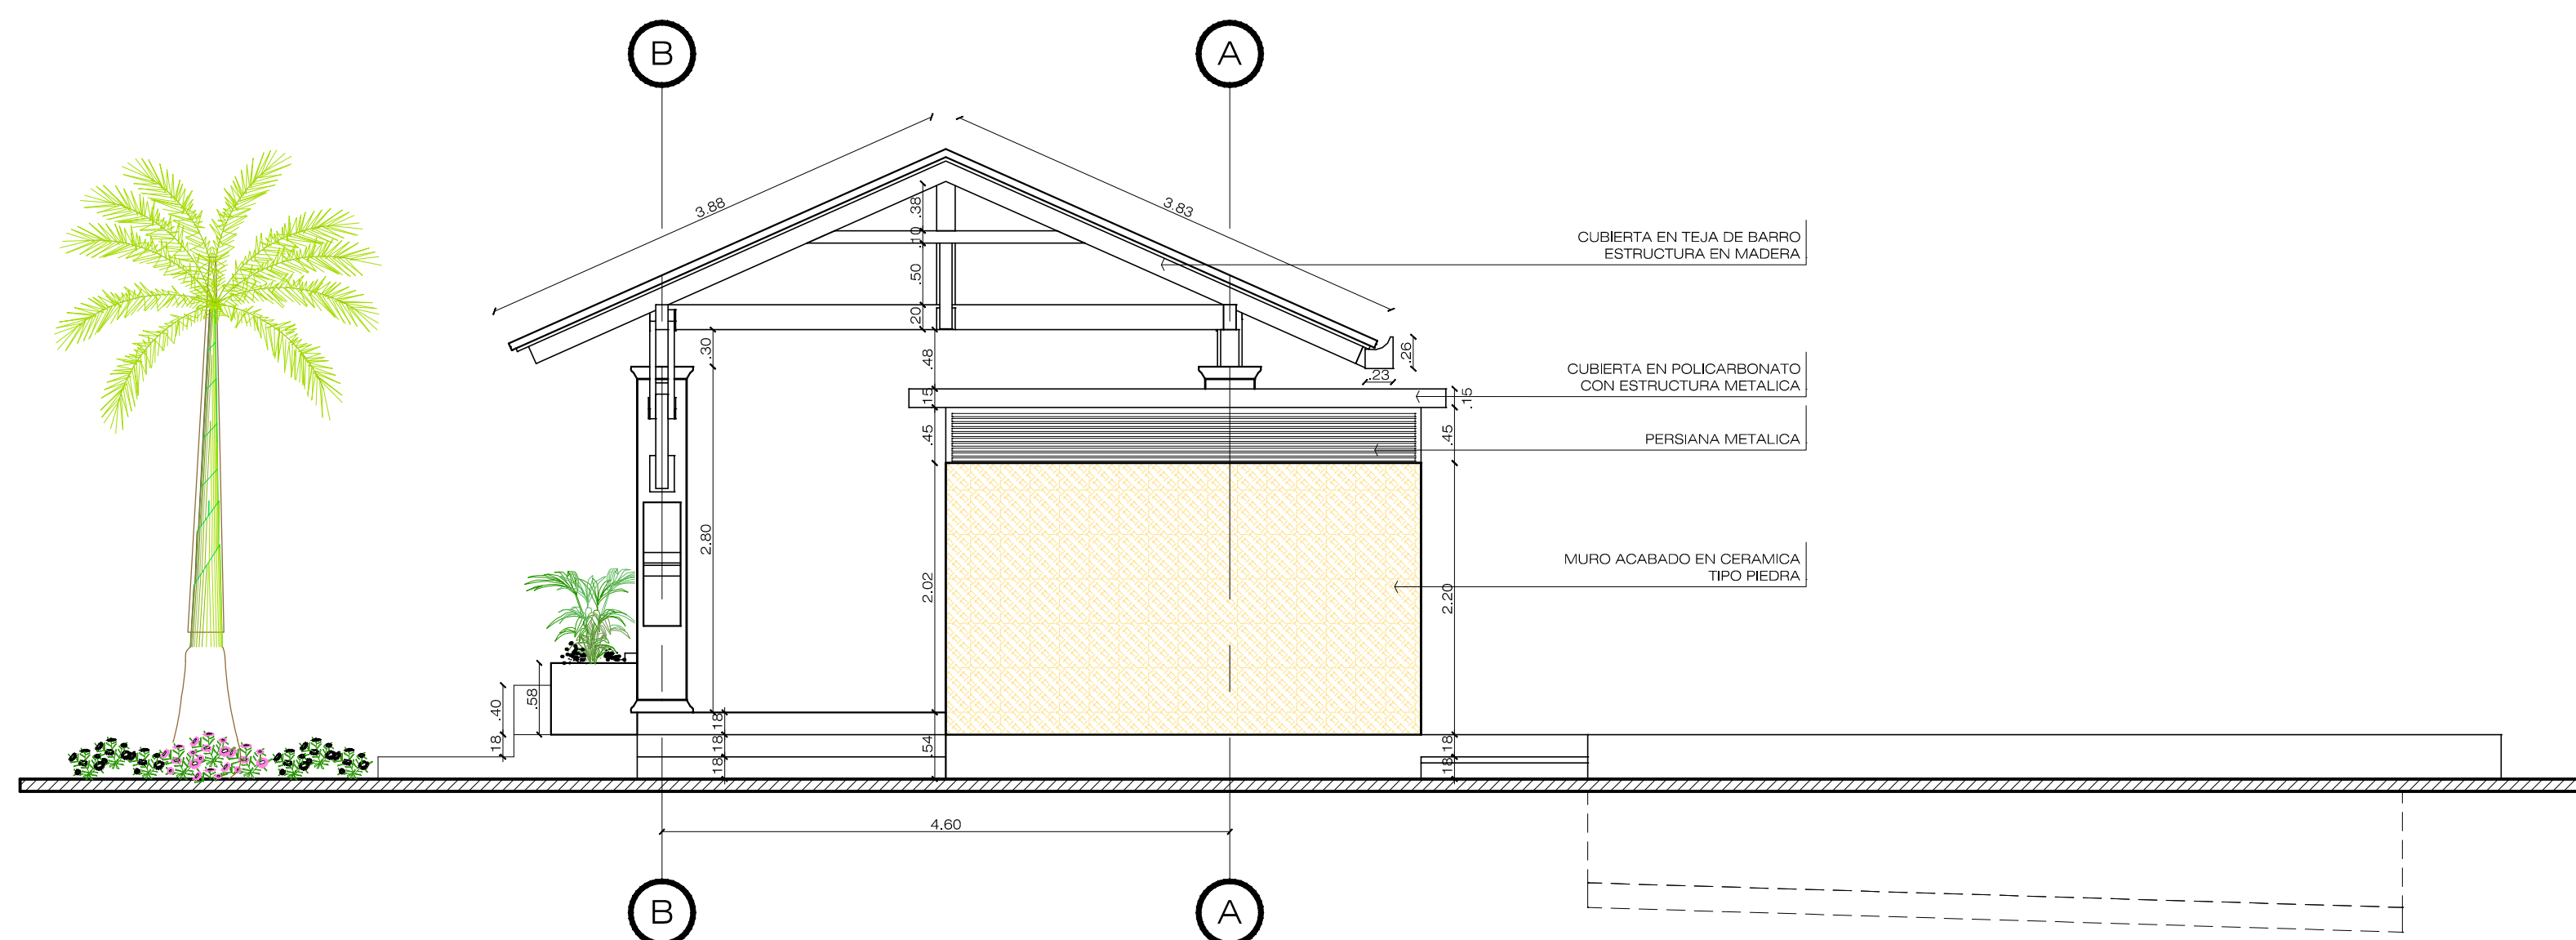 B
A
3.88
3.83
.38
.10
.50
.20
CUBIERTA EN TEJA DE BARRO
ESTRUCTURA EN MADERA
.30
.48
.26
.23
CUBIERTA EN POLICARBONATO
CON ESTRUCTURA METALICA
.15
.15
.45
.45
PERSIANA METALICA
2.80
2.02
2.20
MURO ACABADO EN CERAMICA
TIPO PIEDRA
.40
.58
.18
.18
.18
.18
.54
.18
.18
4.60
B
A